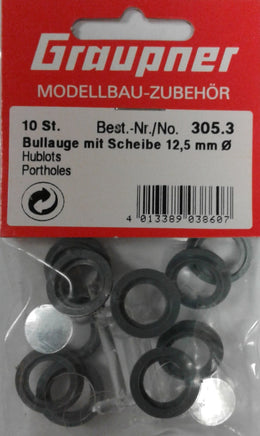 Graupner
MODELLBAU-ZUBEHÖR
10 St. Best.-Nr./No. 305.3
Bullauge mit Scheibe 12,5 mm Ø
Hublots
Portholes
4 013389 038607